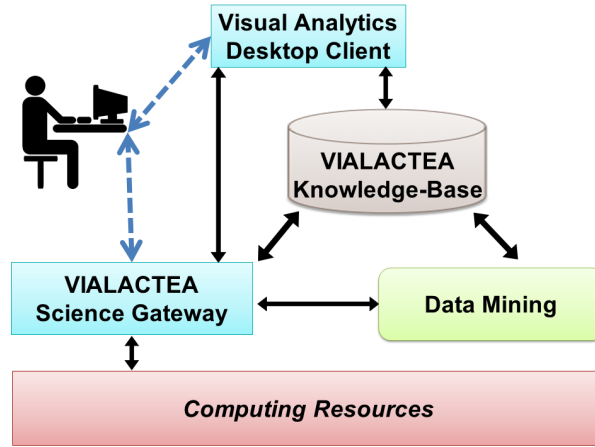 Visual Analytics
Desktop Client
VIALACTEA
Knowledge-Base
VIALACTEA
Science Gateway
Data Mining
Computing Resources